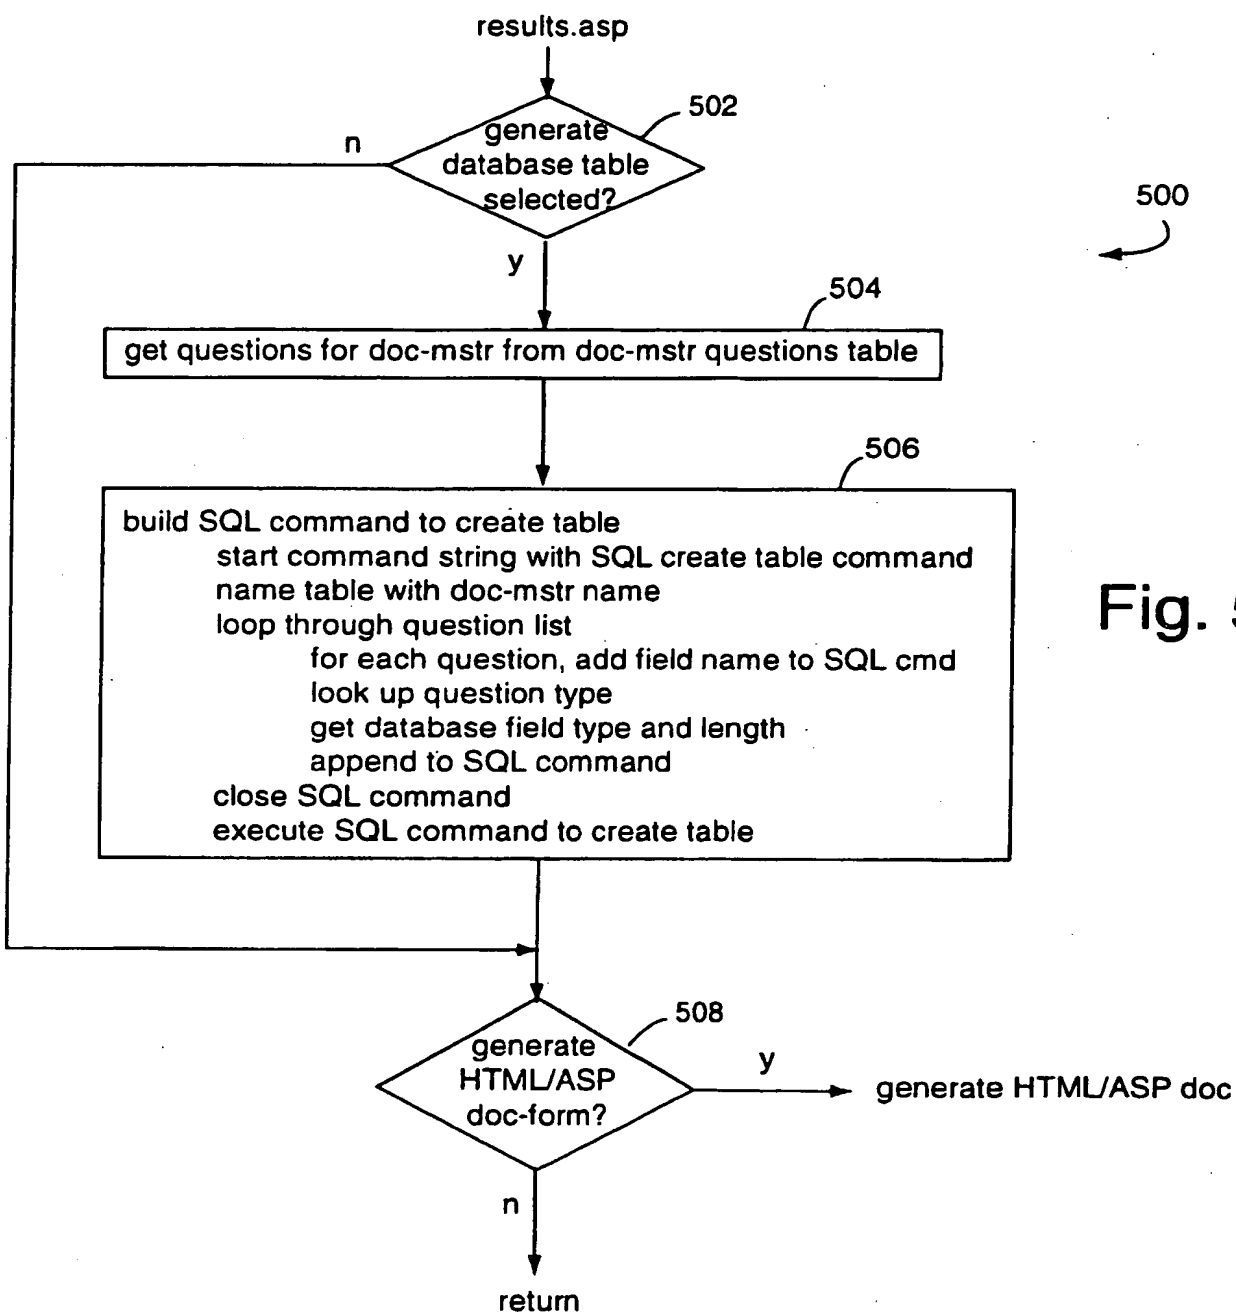 results.asp
502
generate
database table
selected?
n
y
500
504
get questions for doc-mstr from doc-mstr questions table
506
build SQL command to create table
start command string with SQL create table command
name table with doc-mstr name
loop through question list
for each question, add field name to SQL cmd
look up question type
get database field type and length
append to SQL command
close SQL command
execute SQL command to create table
Fig.
508
generate
HTML/ASP
doc-form?
y
generate HTML/ASP doc
n
return